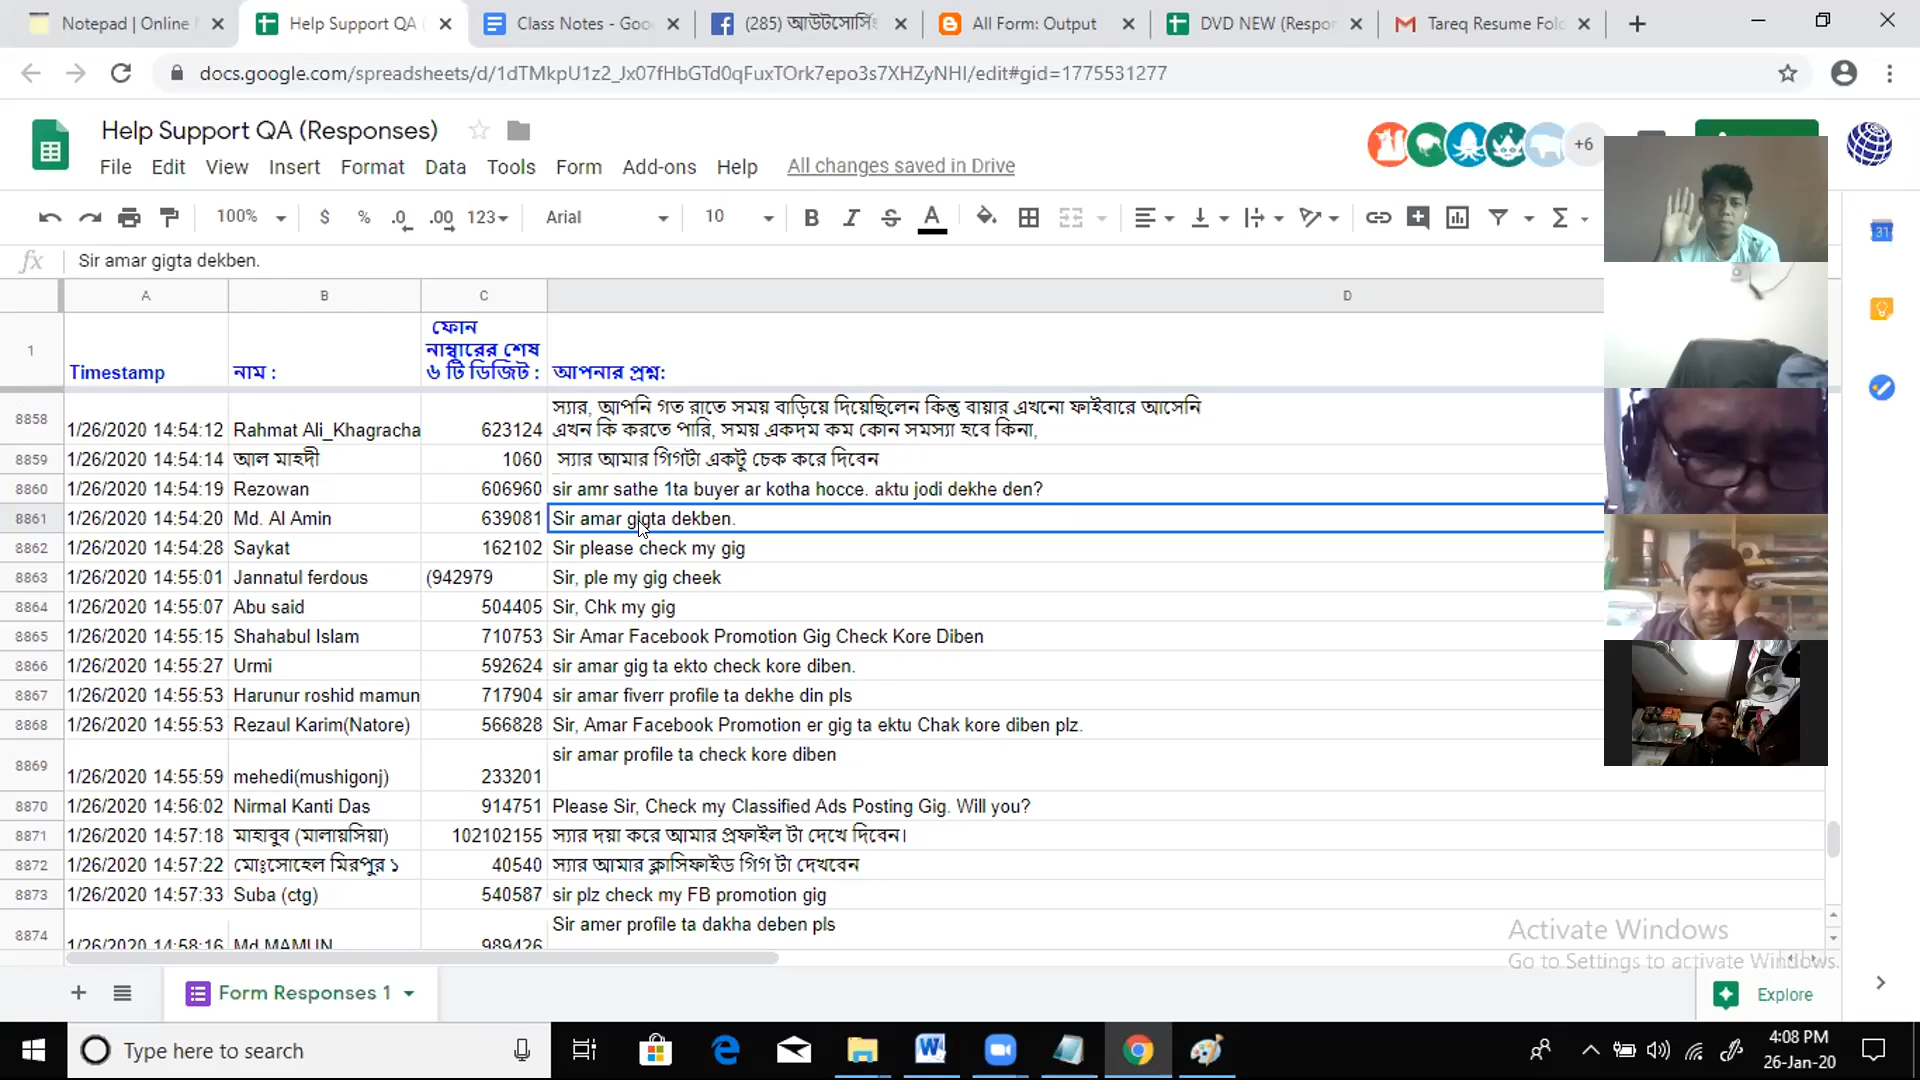 Notepad | Online
Help Support QA (
Class Notes - Goo
(285) আউটসোর্সিং
All Form: Output
DVD NEW (Respon
Tareq Resume Fold
docs.google.com/spreadsheets/d/1dTMkpU1z2_Jx07fHbGTd0qFuxTOrk7epo3s7XHZyNHI/edit#gid=1775531277
Help Support QA (Responses)
+6
File Edit View Insert Format Data Tools Form Add-ons Help All changes saved in Drive
100% $ % .0 .00 123 Arial 10 B I S A
31
fx Sir amar gigta dekben.
A B C D
1 Timestamp নাম : ফোন নাম্বারের শেষ ৬ টি ডিজিট : আপনার প্রশ্ন:
8858 1/26/2020 14:54:12 Rahmat Ali_Khagracha 623124 স্যার, আপনি গত রাতে সময় বাড়িয়ে দিয়েছিলেন কিন্তু বায়ার এখনো ফাইবারে আসেনি
এখন কি করতে পারি, সময় একদম কম কোন সমস্যা হবে কিনা,
8859 1/26/2020 14:54:14 আল মাহদী 1060 স্যার আমার গিগটা একটু চেক করে দিবেন
8860 1/26/2020 14:54:19 Rezowan 606960 sir amr sathe 1ta buyer ar kotha hocce. aktu jodi dekhe den?
8861 1/26/2020 14:54:20 Md. Al Amin 639081 Sir amar gigta dekben.
8862 1/26/2020 14:54:28 Saykat 162102 Sir please check my gig
8863 1/26/2020 14:55:01 Jannatul ferdous (942979 Sir, ple my gig cheek
8864 1/26/2020 14:55:07 Abu said 504405 Sir, Chk my gig
8865 1/26/2020 14:55:15 Shahabul Islam 710753 Sir Amar Facebook Promotion Gig Check Kore Diben
8866 1/26/2020 14:55:27 Urmi 592624 sir amar gig ta ekto check kore diben.
8867 1/26/2020 14:55:53 Harunur roshid mamun 717904 sir amar fiverr profile ta dekhe din pls
8868 1/26/2020 14:55:53 Rezaul Karim(Natore) 566828 Sir, Amar Facebook Promotion er gig ta ektu Chak kore diben plz.
8869 1/26/2020 14:55:59 mehedi(mushigonj) 233201 sir amar profile ta check kore diben
8870 1/26/2020 14:56:02 Nirmal Kanti Das 914751 Please Sir, Check my Classified Ads Posting Gig. Will you?
8871 1/26/2020 14:57:18 মাহাবুব (মালায়সিয়া) 102102155 স্যার দয়া করে আমার প্রফাইল টা দেখে দিবেন।
8872 1/26/2020 14:57:22 মোঃসোহেল মিরপুর ১ 40540 স্যার আমার ক্লাসিফাইড গিগ টা দেখবেন
8873 1/26/2020 14:57:33 Suba (ctg) 540587 sir plz check my FB promotion gig
8874 1/26/2020 14:58:16 Md MAMUN 989426 Sir amer profile ta dakha deben pls
Activate Windows
Go to Settings to activate Windows.
Form Responses 1
Explore
Type here to search
4:08 PM
26-Jan-20